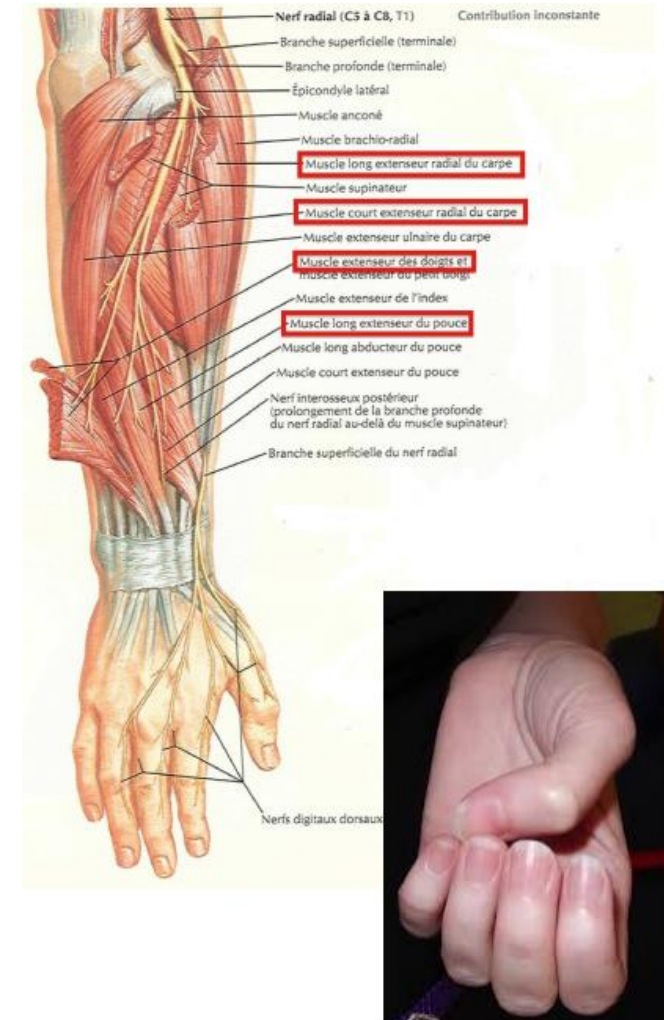 Nerf radial (C5 à C8, T1) Contribution inconstante
Branche superficielle (terminale)
Branche profonde (terminale)
Épicondyle latéral
Muscle anconé
Muscle brachio-radial
Muscle long extenseur radial du carpe
Muscle supinateur
Muscle court extenseur radial du carpe
Muscle extenseur ulnaire du carpe
Muscle extenseur des doigts et
muscle extenseur du petit doigt
Muscle extenseur de l'index
Muscle long extenseur du pouce
Muscle long abducteur du pouce
Muscle court extenseur du pouce
Nerf interosseux postérieur
(prolongement de la branche profonde
du nerf radial au-delà du muscle supinateur)
Branche superficielle du nerf radial
Nerfs digitaux dorsaux